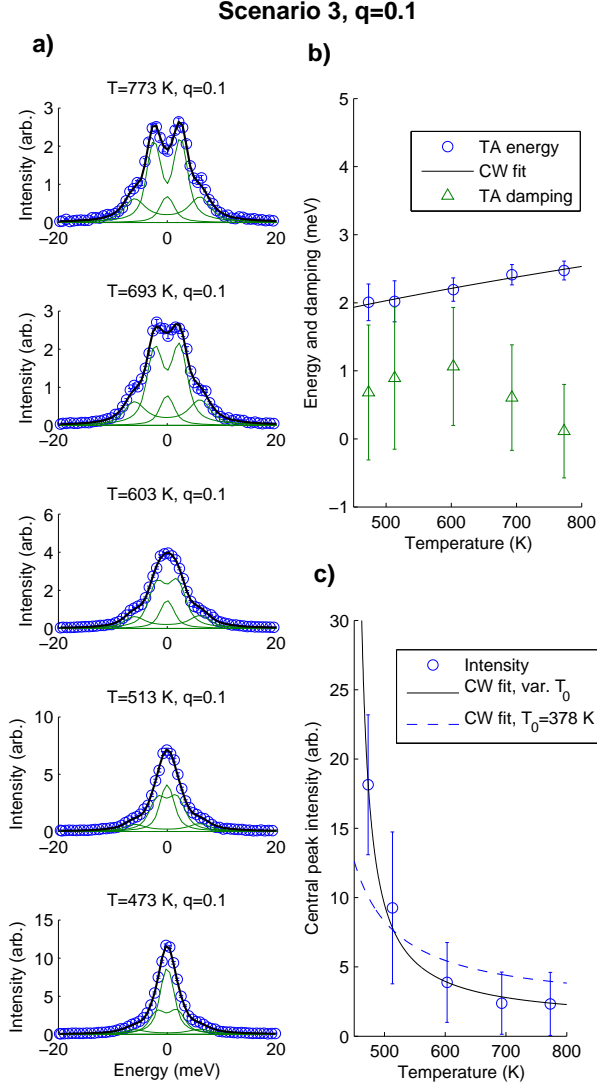 Scenario 3, q=0.1
a)
T=773 K, q=0.1
Intensity (arb.)
3
2
1
0
−20
0
20
T=693 K, q=0.1
Intensity (arb.)
3
2
1
0
−20
0
20
T=603 K, q=0.1
Intensity (arb.)
6
4
2
0
−20
0
20
T=513 K, q=0.1
Intensity (arb.)
10
5
0
−20
0
20
T=473 K, q=0.1
Intensity (arb.)
15
10
5
0
−20
0
20
Energy (meV)
b)
Energy and damping (meV)
5
4
3
2
1
0
−1
TA energy
CW fit
TA damping
500
600
700
800
Temperature (K)
c)
Central peak intensity (arb.)
30
25
20
15
10
5
0
Intensity
CW fit, var. T0
CW fit, T0=378 K
500
600
700
800
Temperature (K)